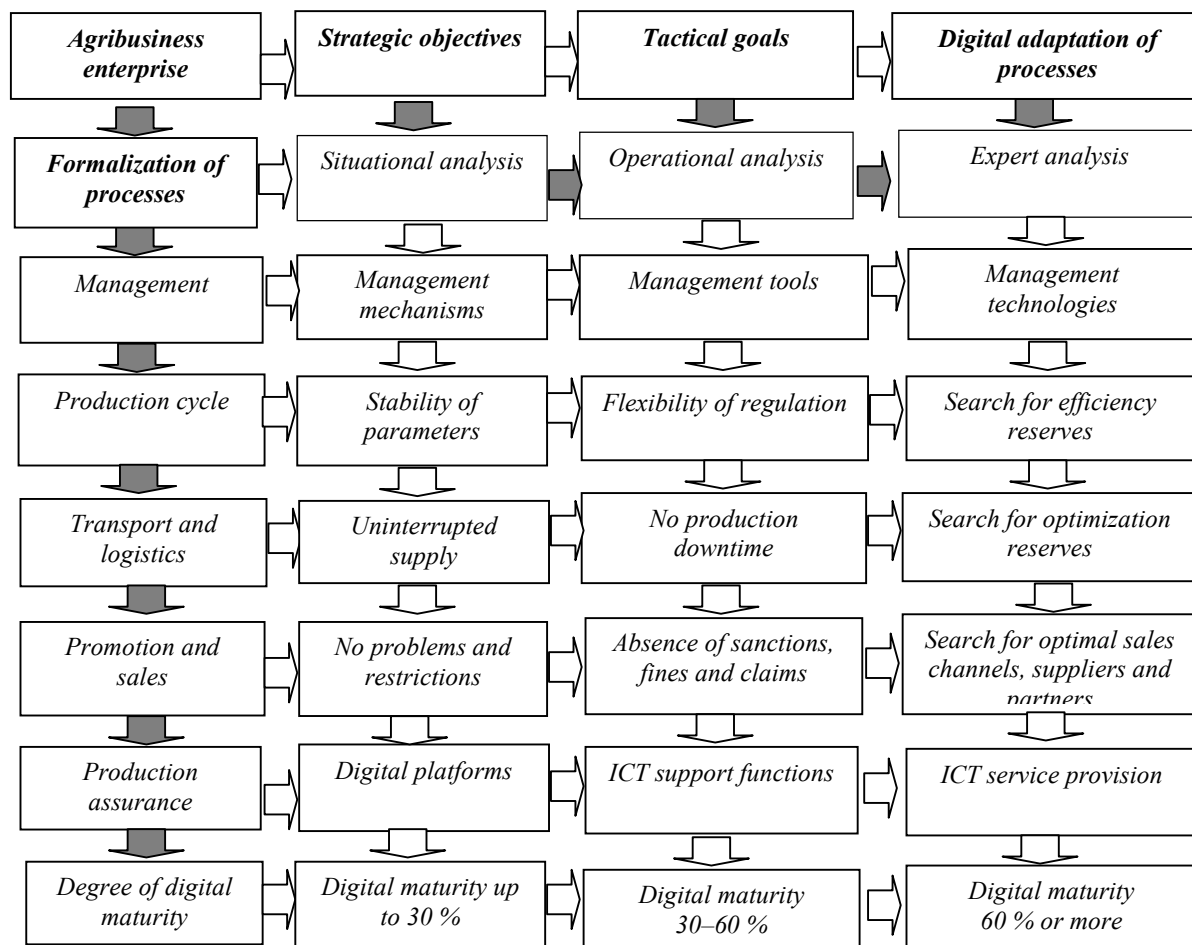 Agribusiness
enterprise
Strategic objectives
Tactical goals
Digital adaptation of
processes
Formalization of
processes
Situational analysis
Operational analysis
Expert analysis
Management
Management
mechanisms
Management tools
Management
technologies
Production cycle
Stability of
parameters
Flexibility of regulation
Search for efficiency
reserves
Transport and
logistics
Uninterrupted
supply
No production
downtime
Search for optimization
reserves
Promotion and
sales
No problems and
restrictions
Absence of sanctions,
fines and claims
Search for optimal sales
channels, suppliers and
partners
Production
assurance
Digital platforms
ICT support functions
ICT service provision
Degree of digital
maturity
Digital maturity up
to 30 %
Digital maturity
30–60 %
Digital maturity
60 % or more